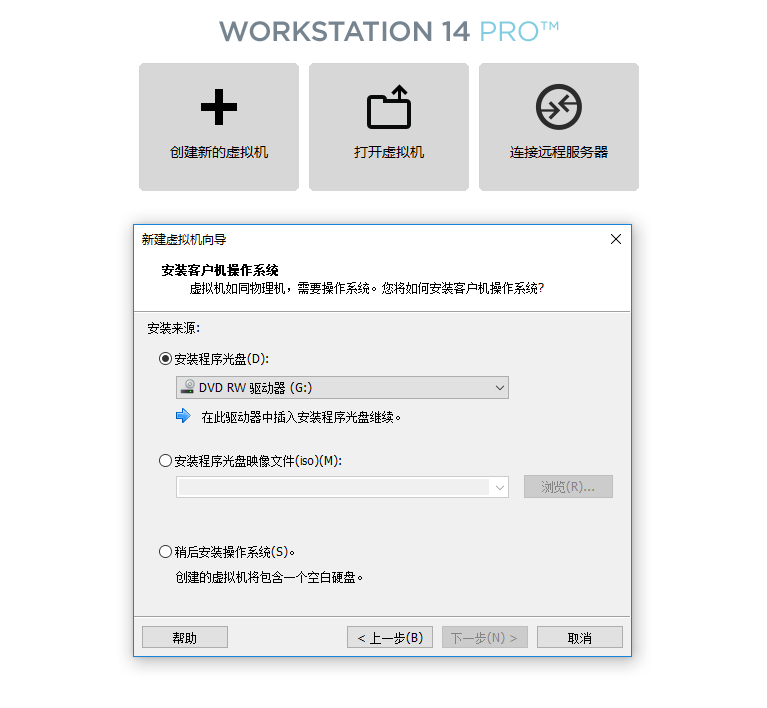 WORKSTATION 14 PRO™
创建新的虚拟机
打开虚拟机
连接远程服务器
新建虚拟机向导
安装客户机操作系统
虚拟机如同物理机，需要操作系统。您将如何安装客户机操作系统?
安装来源:
安装程序光盘(D):
DVD RW 驱动器 (G:)
在此驱动器中插入安装程序光盘继续。
安装程序光盘映像文件(iso)(M):
浏览(R)...
稍后安装操作系统(S)。
创建的虚拟机将包含一个空白硬盘。
帮助
< 上一步(B)
下一步(N) >
取消